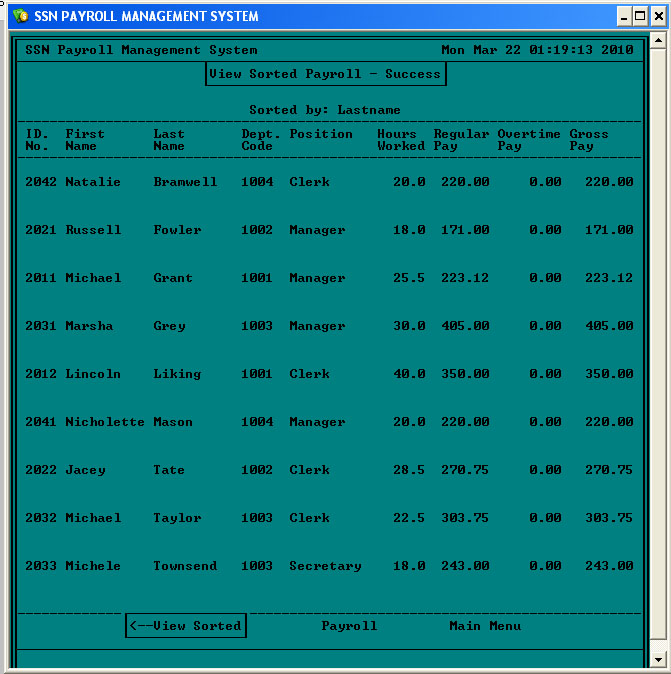 SSN PAYROLL MANAGEMENT SYSTEM
SSN Payroll Management System Mon Mar 22 01:19:13 2010
View Sorted Payroll - Success
Sorted by: Lastname
ID. First Last Dept. Position Hours Regular Overtime Gross
No. Name Name Code Worked Pay Pay Pay
2042 Natalie Bramwell 1004 Clerk 20.0 220.00 0.00 220.00
2021 Russell Fowler 1002 Manager 18.0 171.00 0.00 171.00
2011 Michael Grant 1001 Manager 25.5 223.12 0.00 223.12
2031 Marsha Grey 1003 Manager 30.0 405.00 0.00 405.00
2012 Lincoln Liking 1001 Clerk 40.0 350.00 0.00 350.00
2041 Nicholette Mason 1004 Manager 20.0 220.00 0.00 220.00
2022 Jacey Tate 1002 Clerk 28.5 270.75 0.00 270.75
2032 Michael Taylor 1003 Clerk 22.5 303.75 0.00 303.75
2033 Michele Townsend 1003 Secretary 18.0 243.00 0.00 243.00
<--View Sorted Payroll Main Menu